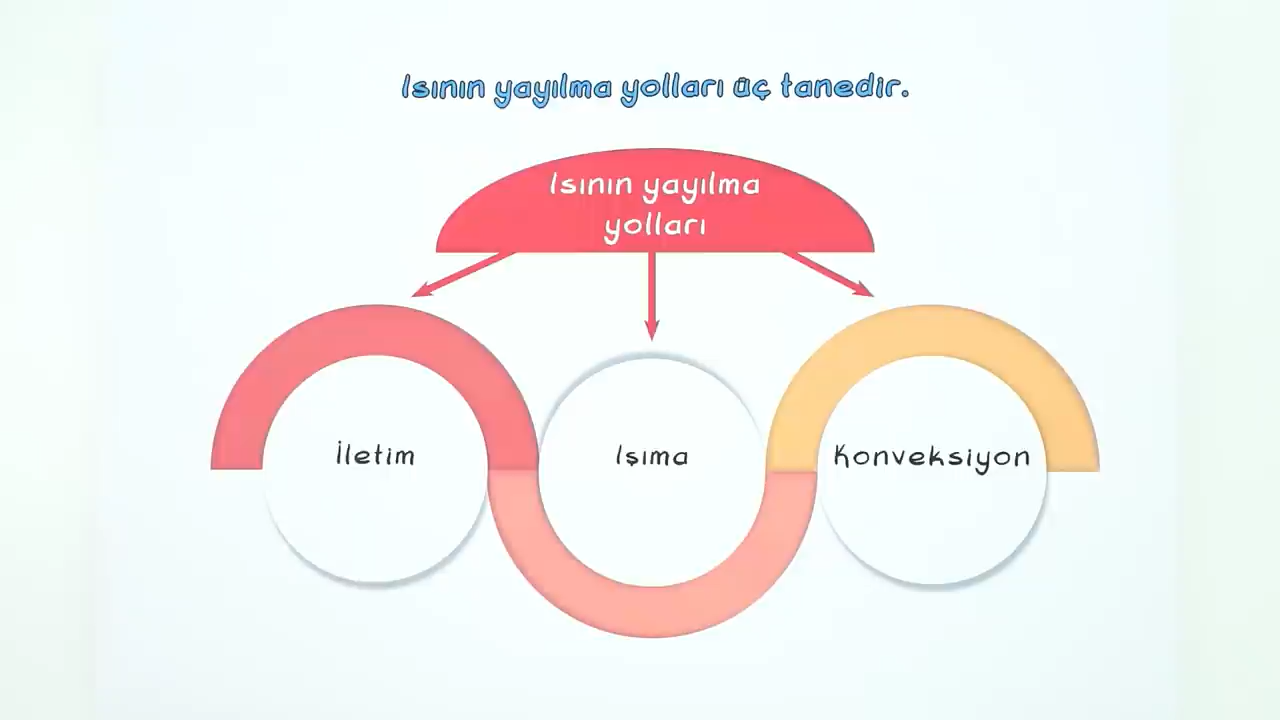 Isının yayılma yolları üç tanedir.
Isının yayılma
yolları
İletim
Işıma
Konveksiyon